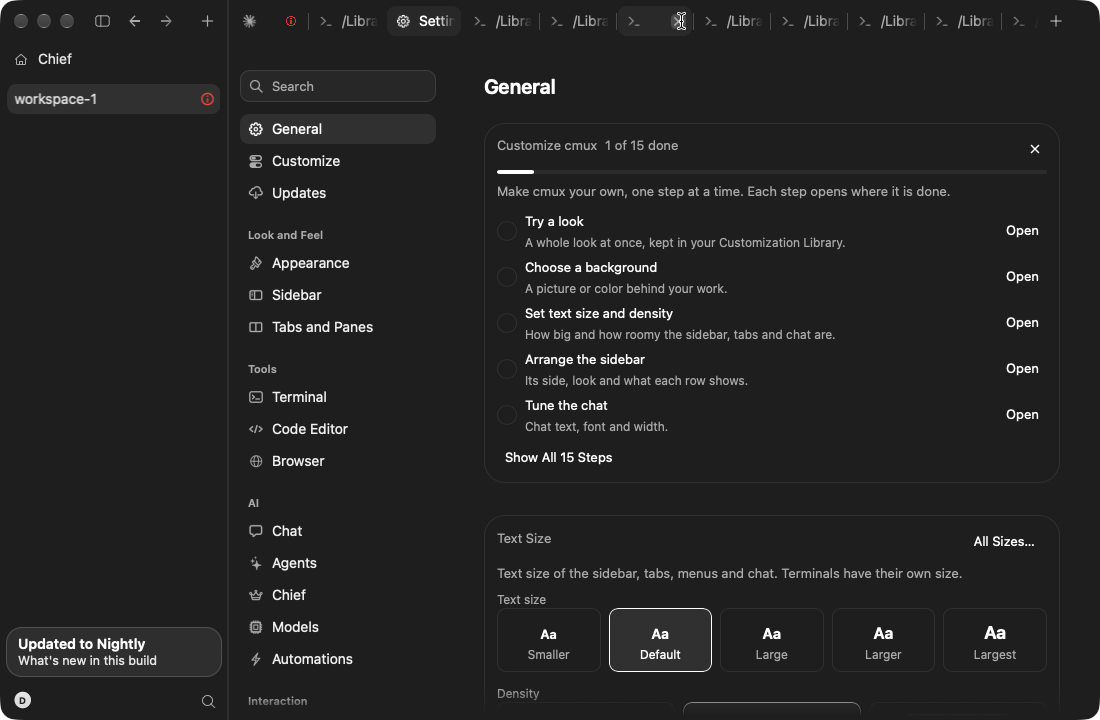 /Libra
Settin
/Libra
/Libra
/Libra
/Libra
/Libra
/Libra
Chief
workspace-1
Search
General
Customize
Updates
Look and Feel
Appearance
Sidebar
Tabs and Panes
Tools
Terminal
Code Editor
Browser
AI
Chat
Agents
Chief
Models
Automations
Interaction
Updated to Nightly
What's new in this build
D
General
Customize cmux 1 of 15 done
Make cmux your own, one step at a time. Each step opens where it is done.
Try a look
A whole look at once, kept in your Customization Library.
Open
Choose a background
A picture or color behind your work.
Open
Set text size and density
How big and how roomy the sidebar, tabs and chat are.
Open
Arrange the sidebar
Its side, look and what each row shows.
Open
Tune the chat
Chat text, font and width.
Open
Show All 15 Steps
Text Size
All Sizes...
Text size of the sidebar, tabs, menus and chat. Terminals have their own size.
Text size
Aa Aa Aa Aa Aa
Smaller Default Large Larger Largest
Density